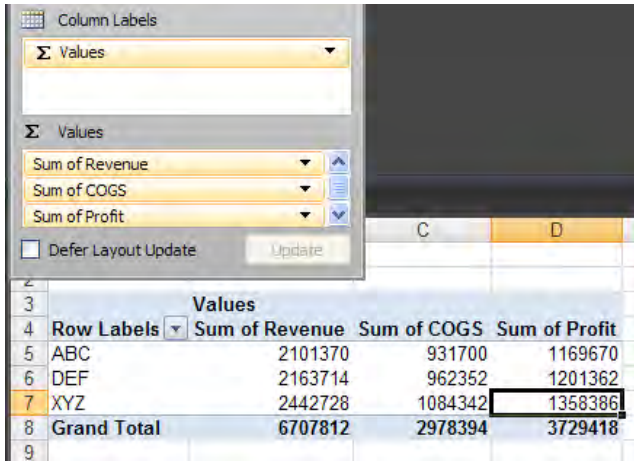 Column Labels
Σ Values
Σ Values
Sum of Revenue
Sum of COGS
Sum of Profit
Defer Layout Update Update
C D
2
3 Values
4 Row Labels Sum of Revenue Sum of COGS Sum of Profit
5 ABC 2101370 931700 1169670
6 DEF 2163714 962352 1201362
7 XYZ 2442728 1084342 1358386
8 Grand Total 6707812 2978394 3729418
9